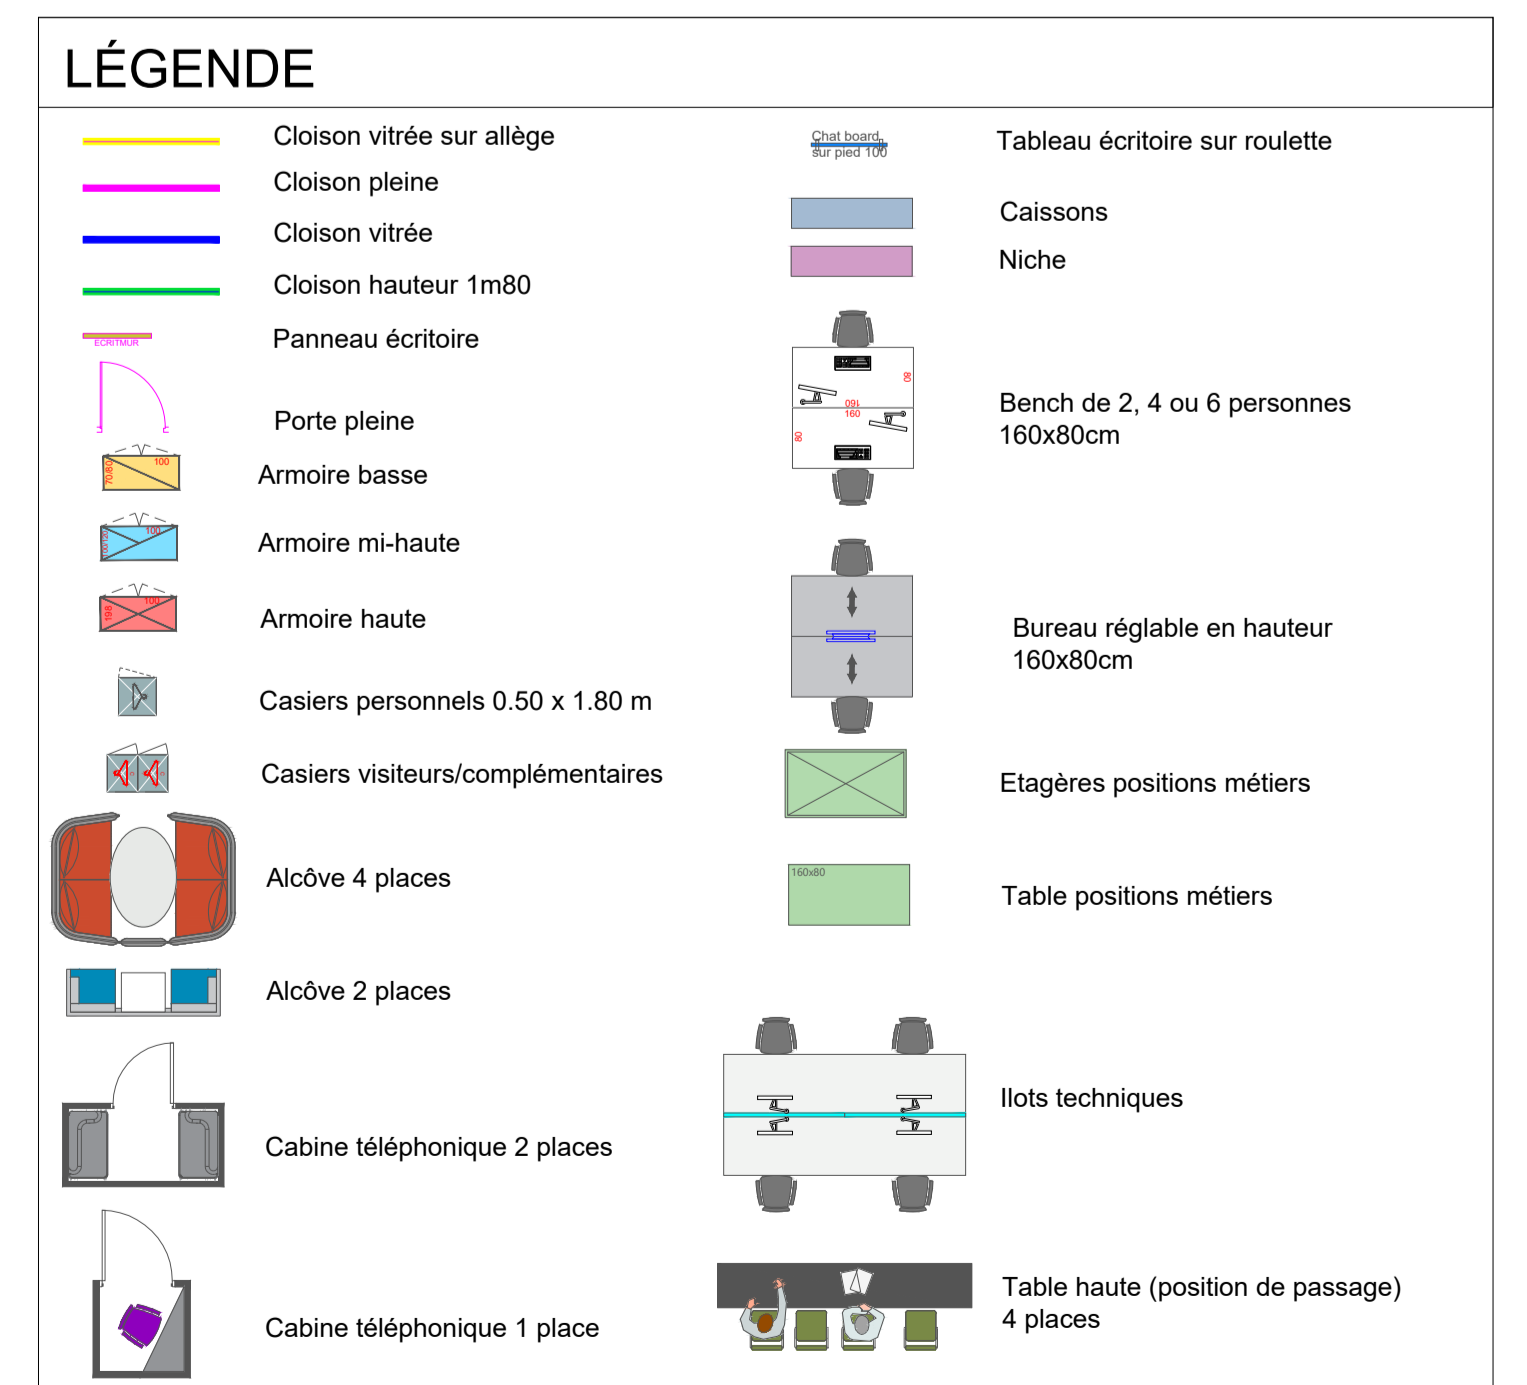 LÉGENDE
Cloison vitrée sur allège
Cloison pleine
Cloison vitrée
Cloison hauteur 1m80
ECRITMUR
Panneau écritoire
Porte pleine
70/80
100
Armoire basse
100/120
100
Armoire mi-haute
198
100
Armoire haute
Casiers personnels 0.50 x 1.80 m
Casiers visiteurs/complémentaires
Alcôve 4 places
Alcôve 2 places
Cabine téléphonique 2 places
Cabine téléphonique 1 place
Chat board
sur pied 100
Tableau écritoire sur roulette
Caissons
Niche
80
160
160
80
Bench de 2, 4 ou 6 personnes
160x80cm
Bureau réglable en hauteur
160x80cm
Etagères positions métiers
160x80
Table positions métiers
Ilots techniques
Table haute (position de passage)
4 places